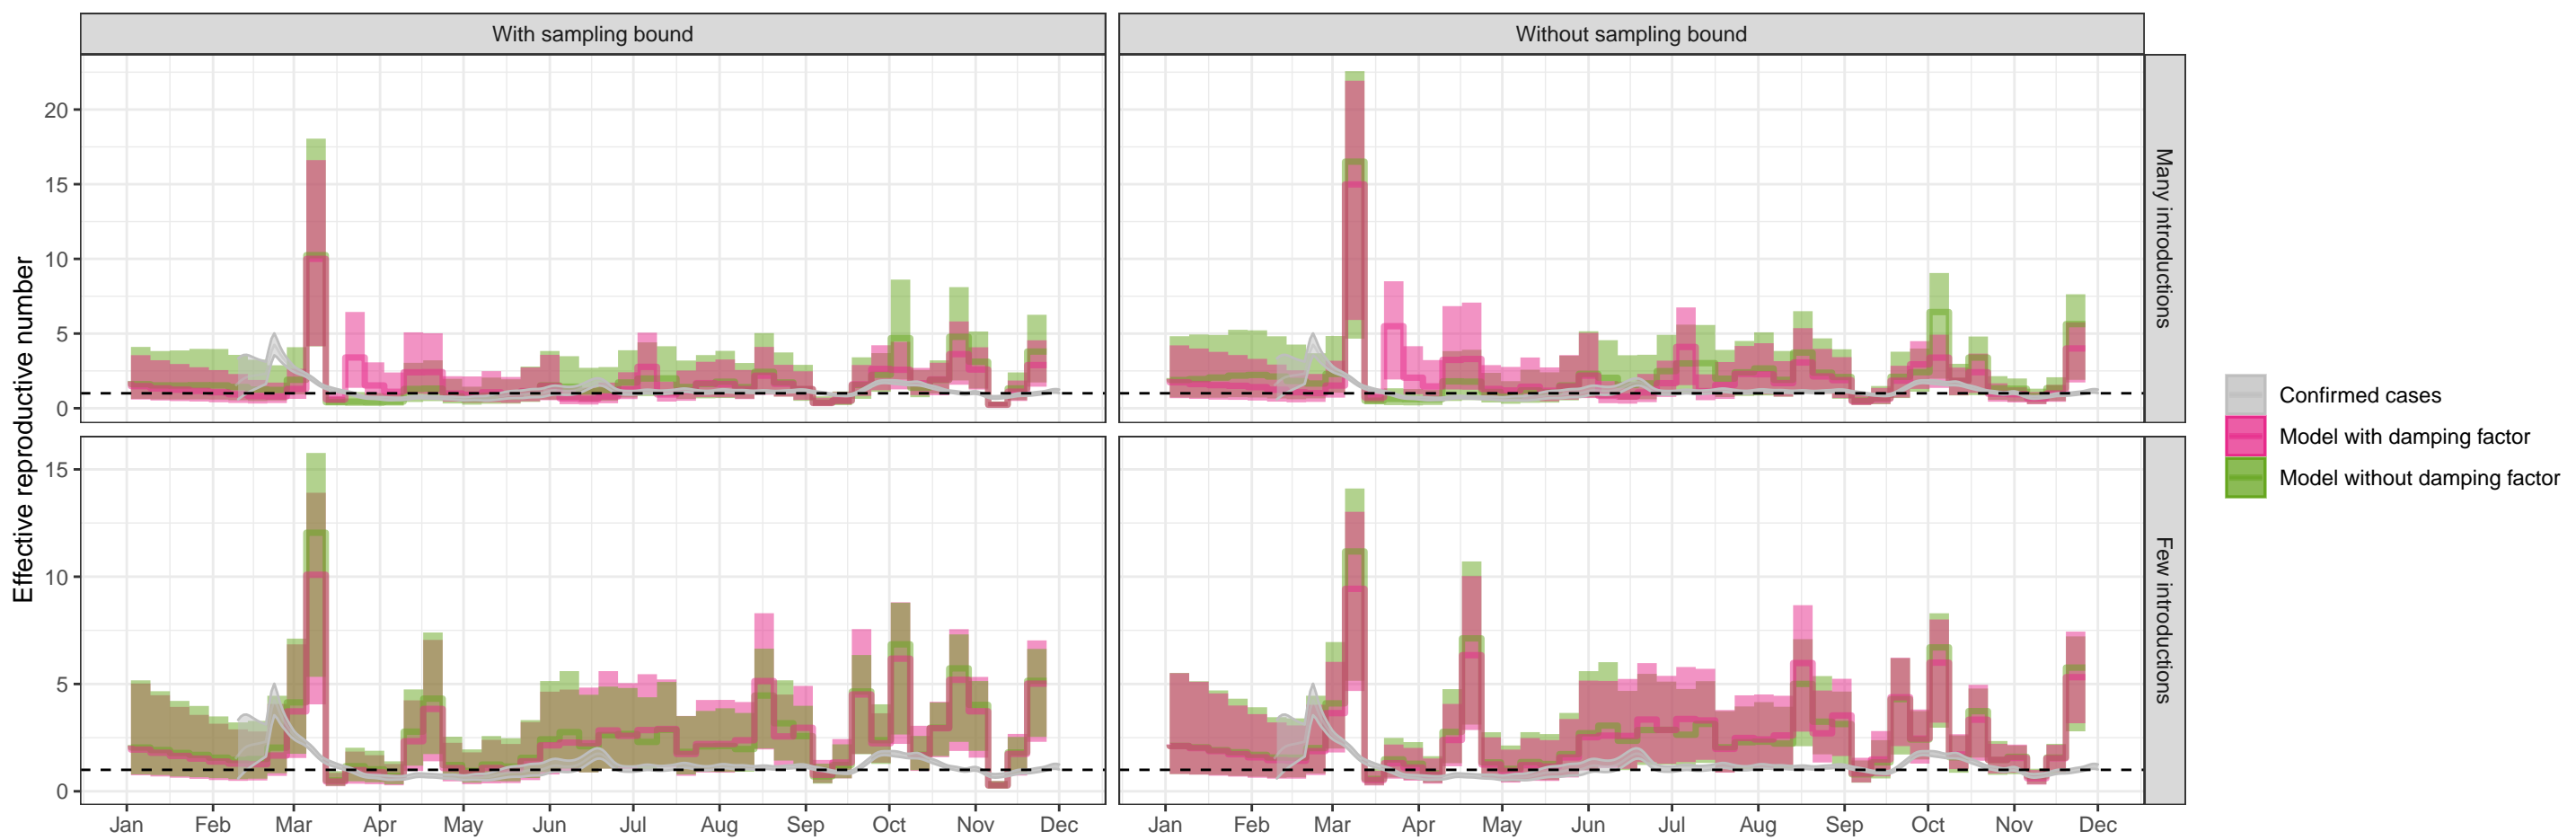 With sampling bound
Without sampling bound
Effective reproductive number
20
15
10
5
0
Many introductions
15
10
5
0
Few introductions
Jan Feb Mar Apr May Jun Jul Aug Sep Oct Nov Dec
Jan Feb Mar Apr May Jun Jul Aug Sep Oct Nov Dec
Confirmed cases
Model with damping factor
Model without damping factor